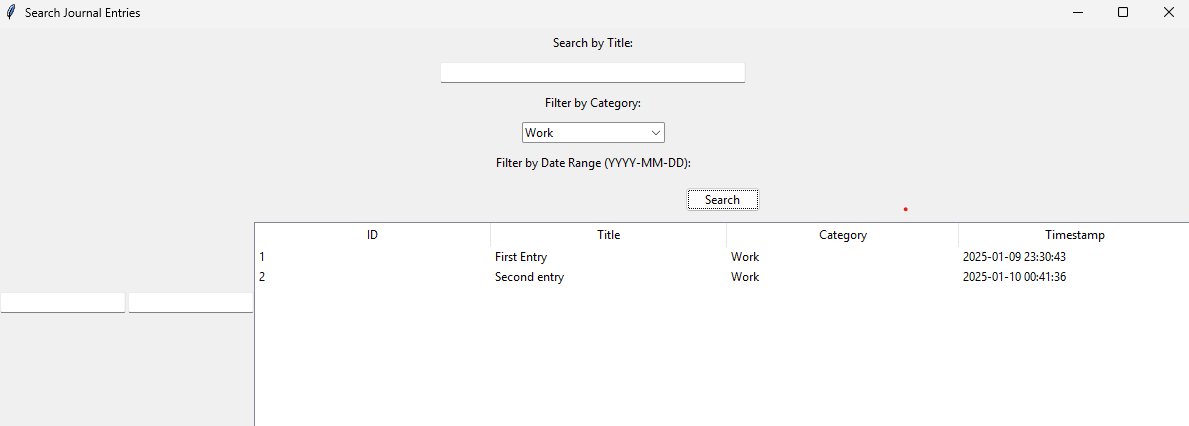 Search Journal Entries
Search by Title:
Filter by Category:
Work
Filter by Date Range (YYYY-MM-DD):
Search
ID Title Category Timestamp
1 First Entry Work 2025-01-09 23:30:43
2 Second entry Work 2025-01-10 00:41:36